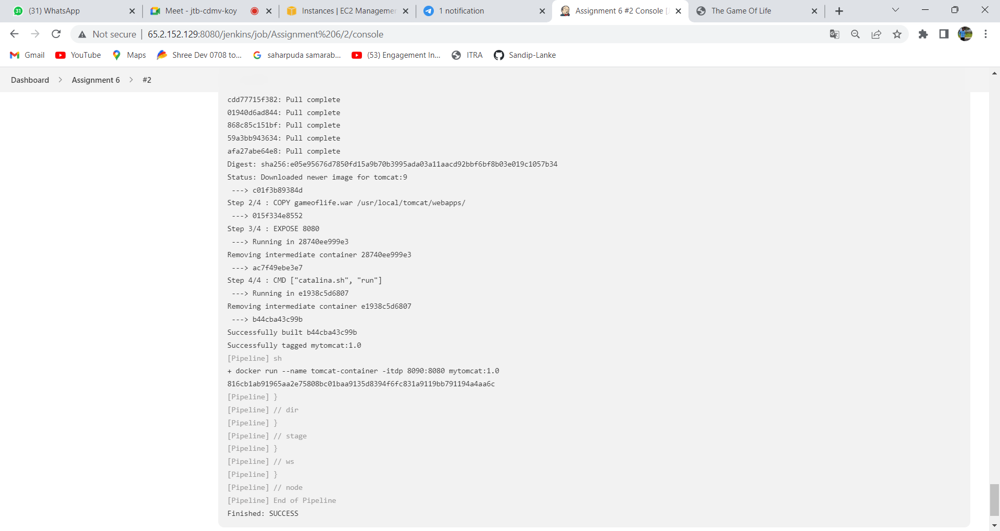 (31) WhatsApp
Meet - jtb-cdmv-koy
Instances | EC2 Managemen
1 notification
Assignment 6 #2 Console [
The Game Of Life
Not secure | 65.2.152.129:8080/jenkins/job/Assignment%206/2/console
Gmail
YouTube
Maps
Shree Dev 0708 to...
saharpuda samarab...
(53) Engagement In...
ITRA
Sandip-Lanke
Dashboard > Assignment 6 > #2
cdd77715f382: Pull complete
01940d6ad844: Pull complete
868c85c151bf: Pull complete
59a3bb943634: Pull complete
afa27abe64e8: Pull complete
Digest: sha256:e05e95676d7850fd15a9b70b3995ada03a11aacd92bbf6bf8b03e019c1057b34
Status: Downloaded newer image for tomcat:9
---> c01f3b89384d
Step 2/4 : COPY gameoflife.war /usr/local/tomcat/webapps/
---> 015f334e8552
Step 3/4 : EXPOSE 8080
---> Running in 28740ee999e3
Removing intermediate container 28740ee999e3
---> ac7f49ebe3e7
Step 4/4 : CMD ["catalina.sh", "run"]
---> Running in e1938c5d6807
Removing intermediate container e1938c5d6807
---> b44cba43c99b
Successfully built b44cba43c99b
Successfully tagged mytomcat:1.0
[Pipeline] sh
+ docker run --name tomcat-container -itdp 8090:8080 mytomcat:1.0
816cb1ab91965aa2e75808bc01baa9135d8394f6fc831a9119bb791194a4aa6c
[Pipeline] }
[Pipeline] // dir
[Pipeline] }
[Pipeline] // stage
[Pipeline] }
[Pipeline] // ws
[Pipeline] }
[Pipeline] // node
[Pipeline] End of Pipeline
Finished: SUCCESS